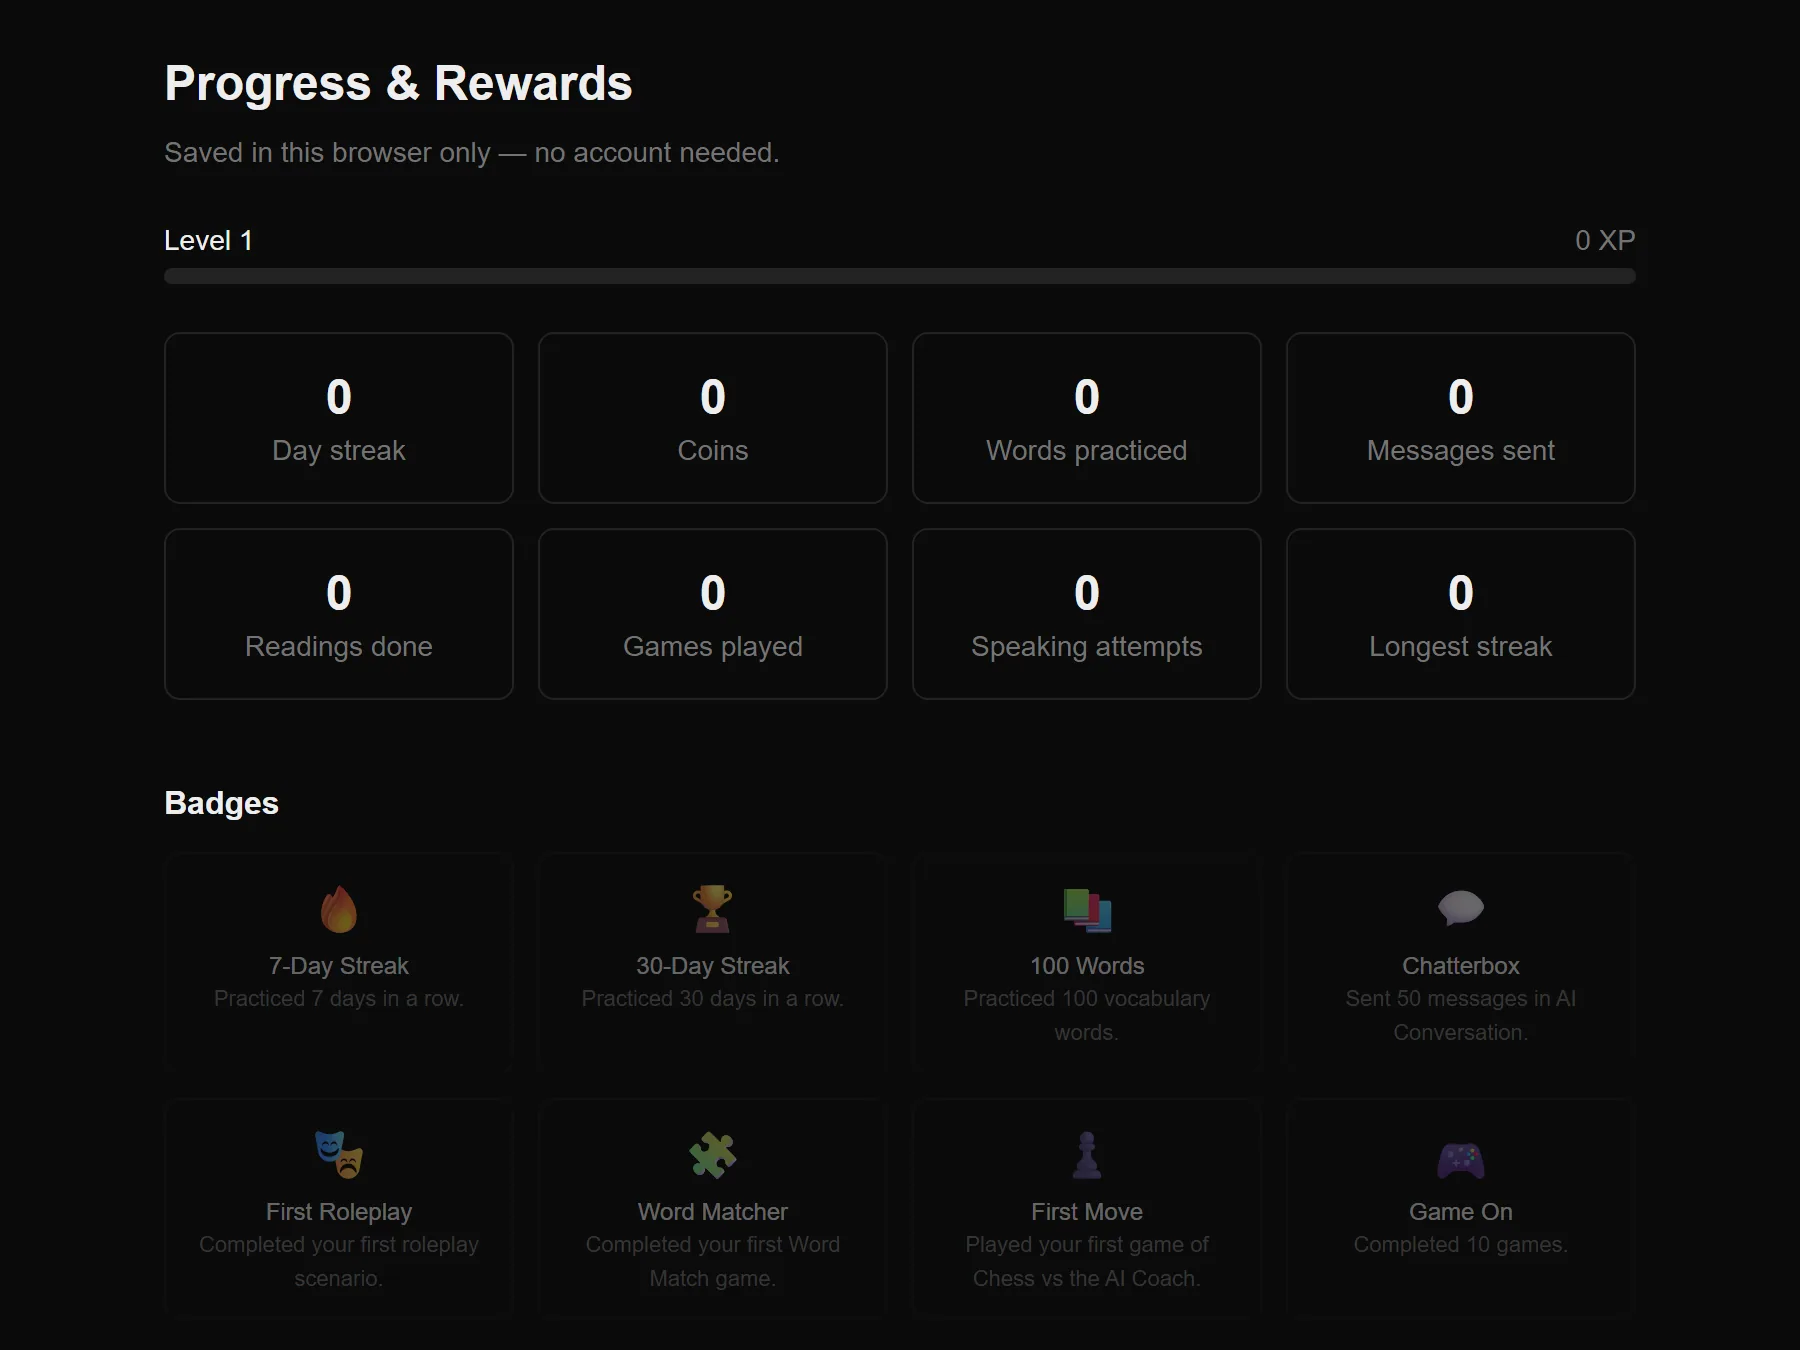 Progress & Rewards
Saved in this browser only — no account needed.
Level 1
0 XP
0
Day streak
0
Coins
0
Words practiced
0
Messages sent
0
Readings done
0
Games played
0
Speaking attempts
0
Longest streak
Badges
7-Day Streak
Practiced 7 days in a row.
30-Day Streak
Practiced 30 days in a row.
100 Words
Practiced 100 vocabulary
words.
Chatterbox
Sent 50 messages in AI
Conversation.
First Roleplay
Completed your first roleplay
scenario.
Word Matcher
Completed your first Word
Match game.
First Move
Played your first game of
Chess vs the AI Coach.
Game On
Completed 10 games.